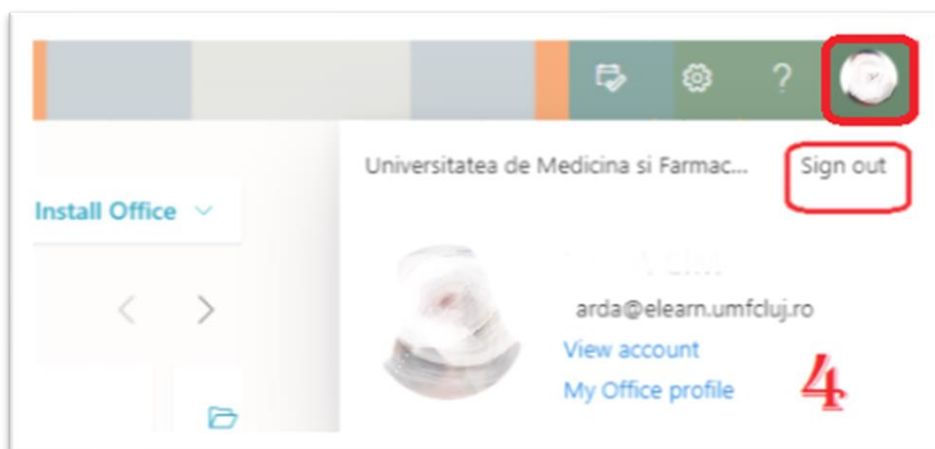 ?
Universitatea de Medicina si Farmac... Sign out
Install Office
arda@elearn.umfcluj.ro
View account
My Office profile
4